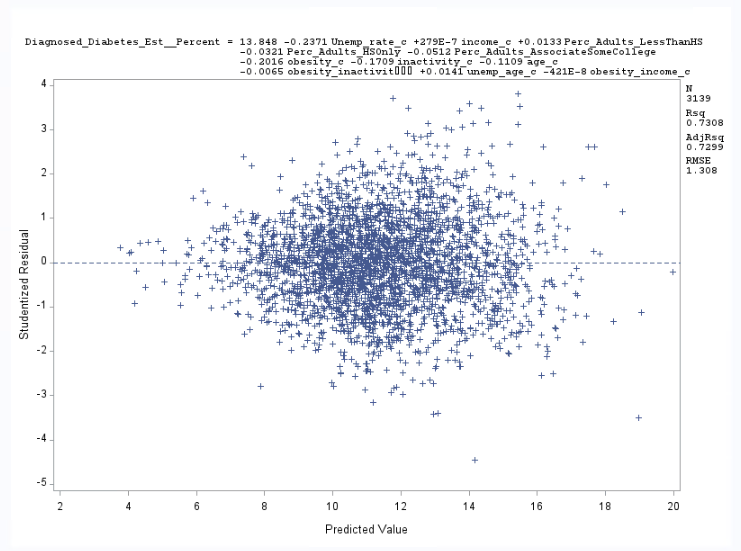 Diagnosed_Diabetes_Est__Percent = 13.848 -0.2371 Unemp_rate_c +279E-7 income_c +0.0133 Perc_Adults_LessThanHS
-0.0321 Perc_Adults_HSOnly -0.0512 Perc_Adults_AssociateSomeCollege
-0.2016 obesity_c -0.1709 inactivity_c -0.1109 age_c
-0.0065 obesity_inactivit▯▯▯ +0.0141 unemp_age_c -421E-8 obesity_income_c
N
3139
Rsq
0.7308
AdjRsq
0.7299
RMSE
1.308
Studentized Residual
4
3
2
1
0
-1
-2
-3
-4
-5
2 4 6 8 10 12 14 16 18 20
Predicted Value